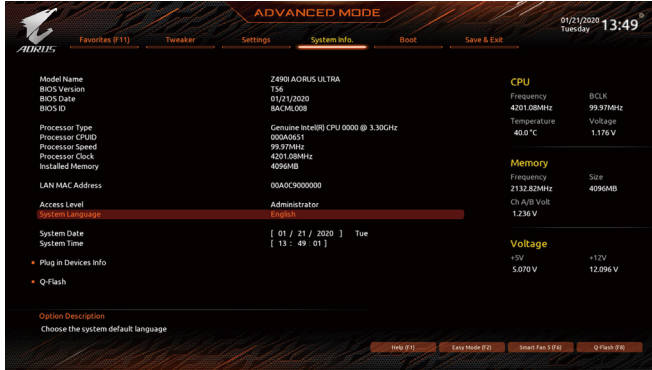 ADVANCED MODE
01/21/2020 Tuesday 13:49
AORUS
Favorites (F11) Tweaker Settings System Info. Boot Save & Exit
Model Name Z490I AORUS ULTRA
BIOS Version T56
BIOS Date 01/21/2020
BIOS ID 8ACML008
Processor Type Genuine Intel(R) CPU 0000 @ 3.30GHz
Processor CPUID 000A0651
Processor Speed 99.97MHz
Processor Clock 4201.08MHz
Installed Memory 4096MB
LAN MAC Address 00A0C9000000
Access Level Administrator
System Language English
System Date [ 01 / 21 / 2020 ] Tue
System Time [ 13 : 49 : 01 ]
Plug in Devices Info
Q-Flash
Option Description
Choose the system default language
CPU
Frequency BCLK
4201.08MHz 99.97MHz
Temperature Voltage
40.0 °C 1.176 V
Memory
Frequency Size
2132.82MHz 4096MB
Ch A/B Volt
1.236 V
Voltage
+5V +12V
5.070 V 12.096 V
Help (F1) Easy Mode (F2) Smart Fan 5 (F6) Q-Flash (F8)